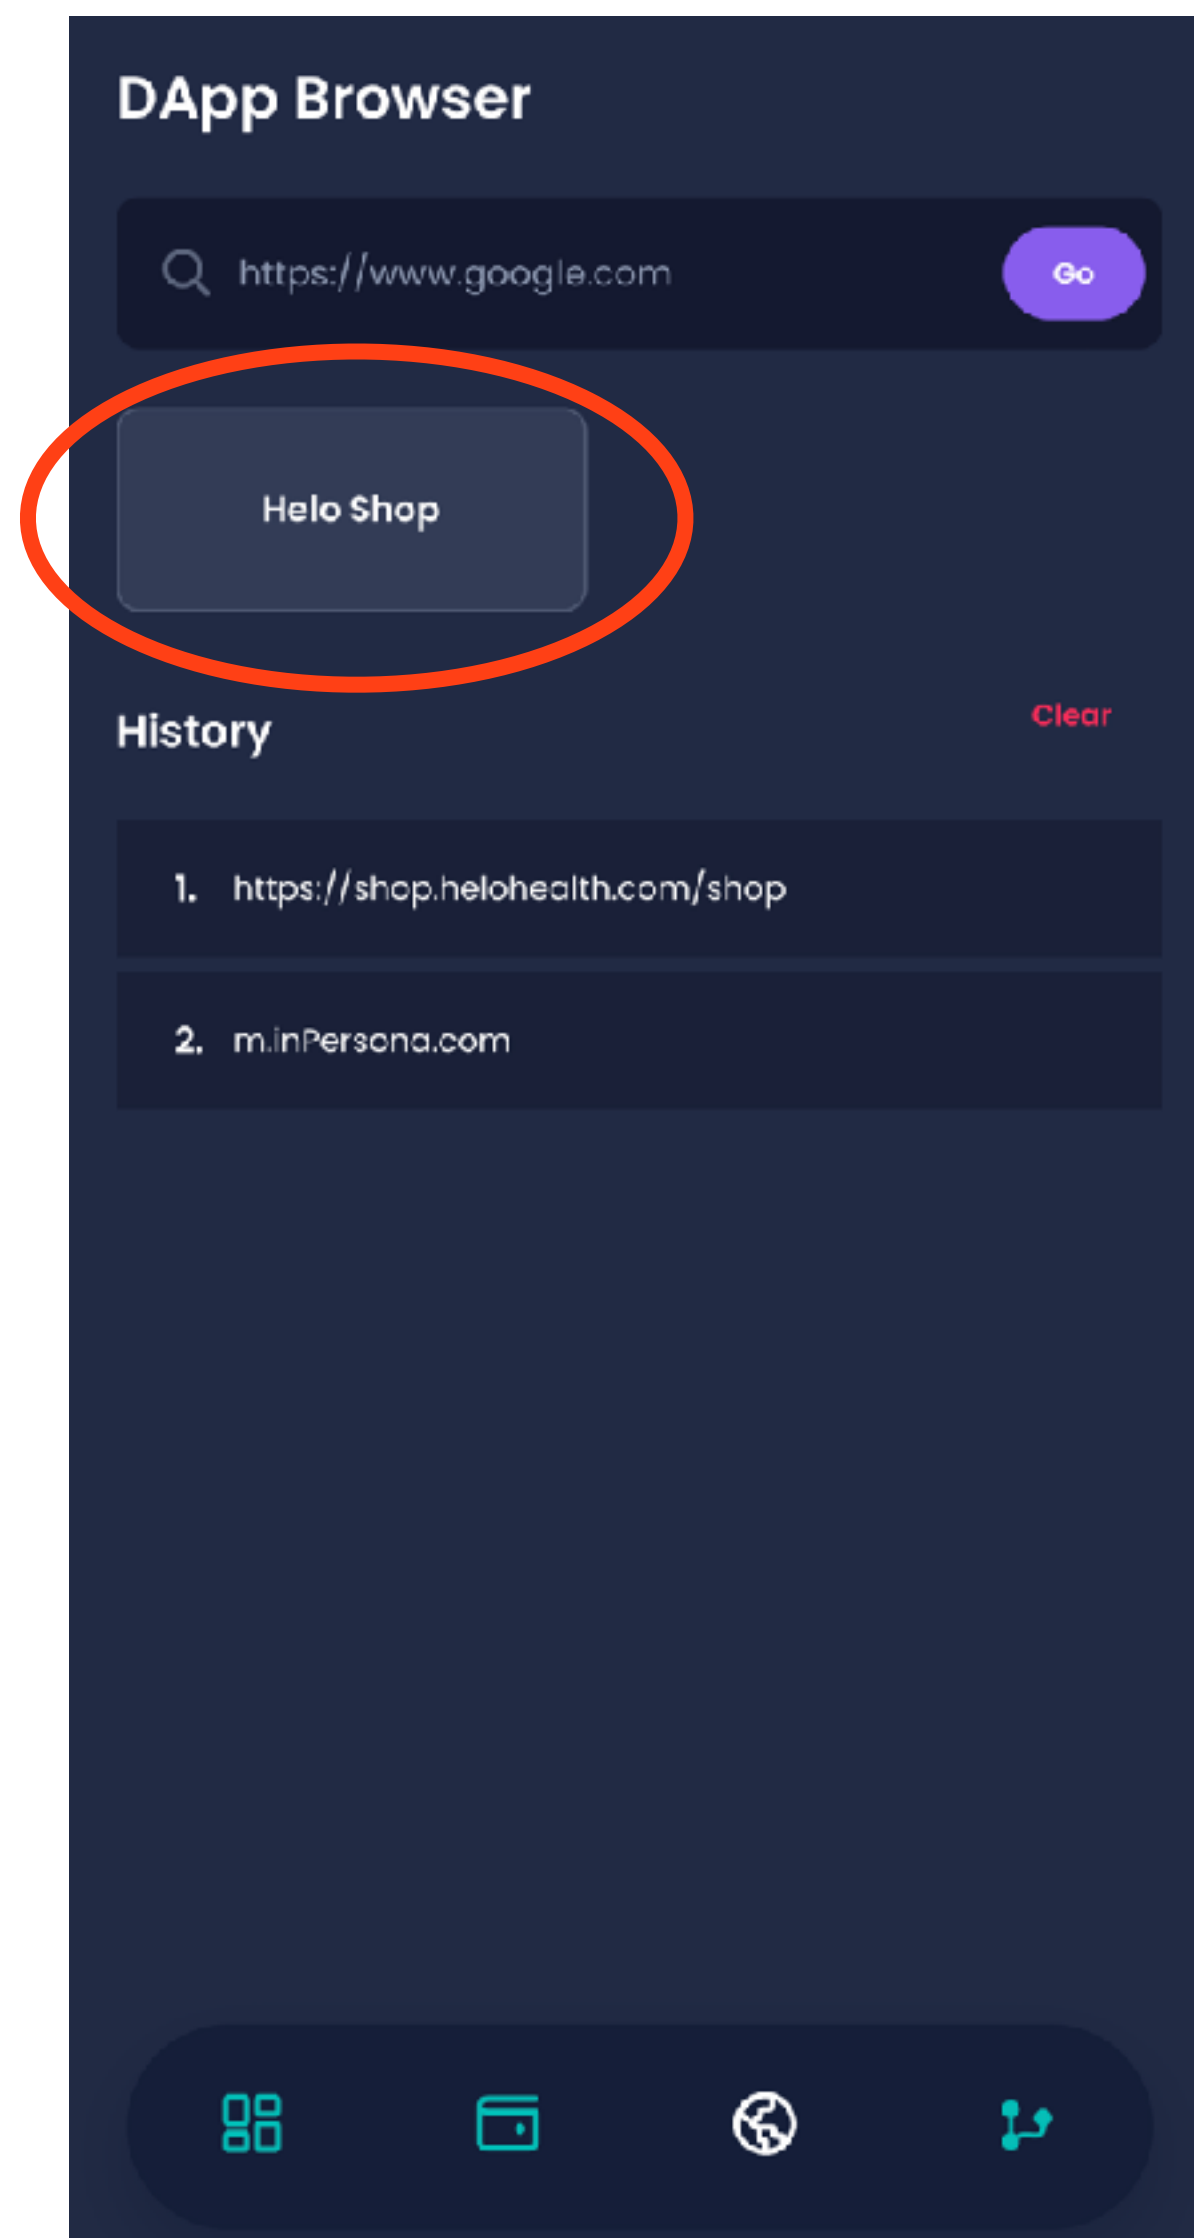 DApp Browser
https://www.google.com
Go
Helo Shop
History
Clear
1. https://shop.helohealth.com/shop
2. m.inPersona.com